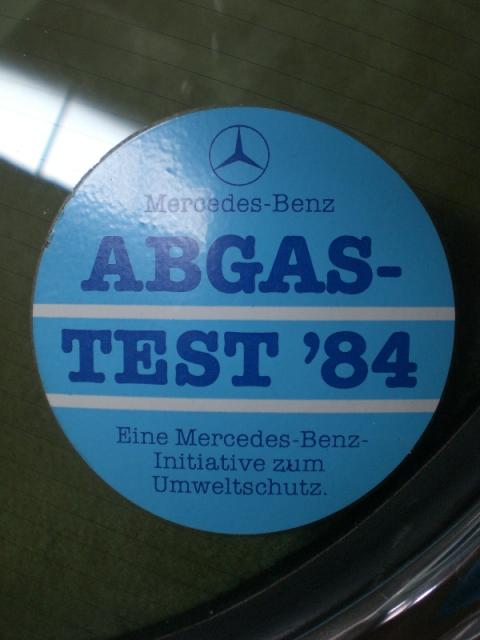 Mercedes-Benz
ABGAS-
TEST '84
Eine Mercedes-Benz-
Initiative zum
Umweltschutz.